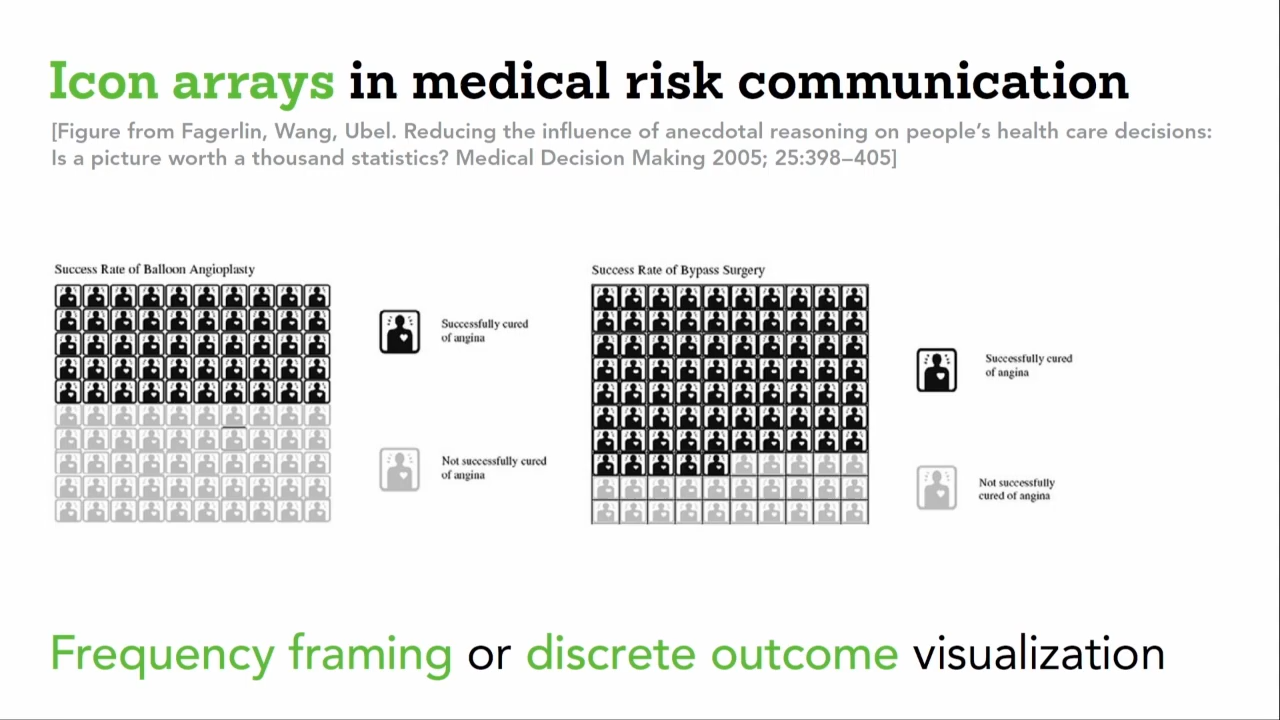 Icon arrays in medical risk communication
[Figure from Fagerlin, Wang, Ubel. Reducing the influence of anecdotal reasoning on people’s health care decisions:
Is a picture worth a thousand statistics? Medical Decision Making 2005; 25:398–405]
Success Rate of Balloon Angioplasty
Successfully cured
of angina
Not successfully cured
of angina
Success Rate of Bypass Surgery
Successfully cured
of angina
Not successfully
cured of angina
Frequency framing or discrete outcome visualization